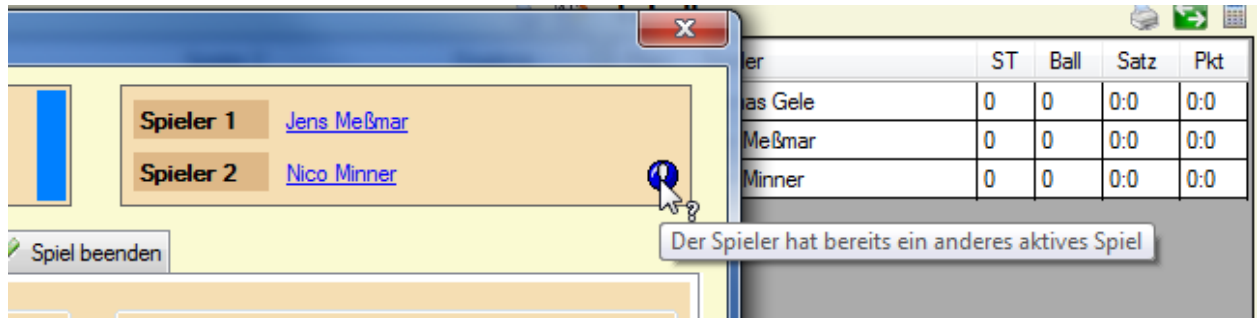 ler ST Ball Satz Pkt
as Gele 0 0 0:0 0:0
Meßmar 0 0 0:0 0:0
Minner 0 0 0:0 0:0
Spieler 1 Jens Meßmar
Spieler 2 Nico Minner
Der Spieler hat bereits ein anderes aktives Spiel
Spiel beenden